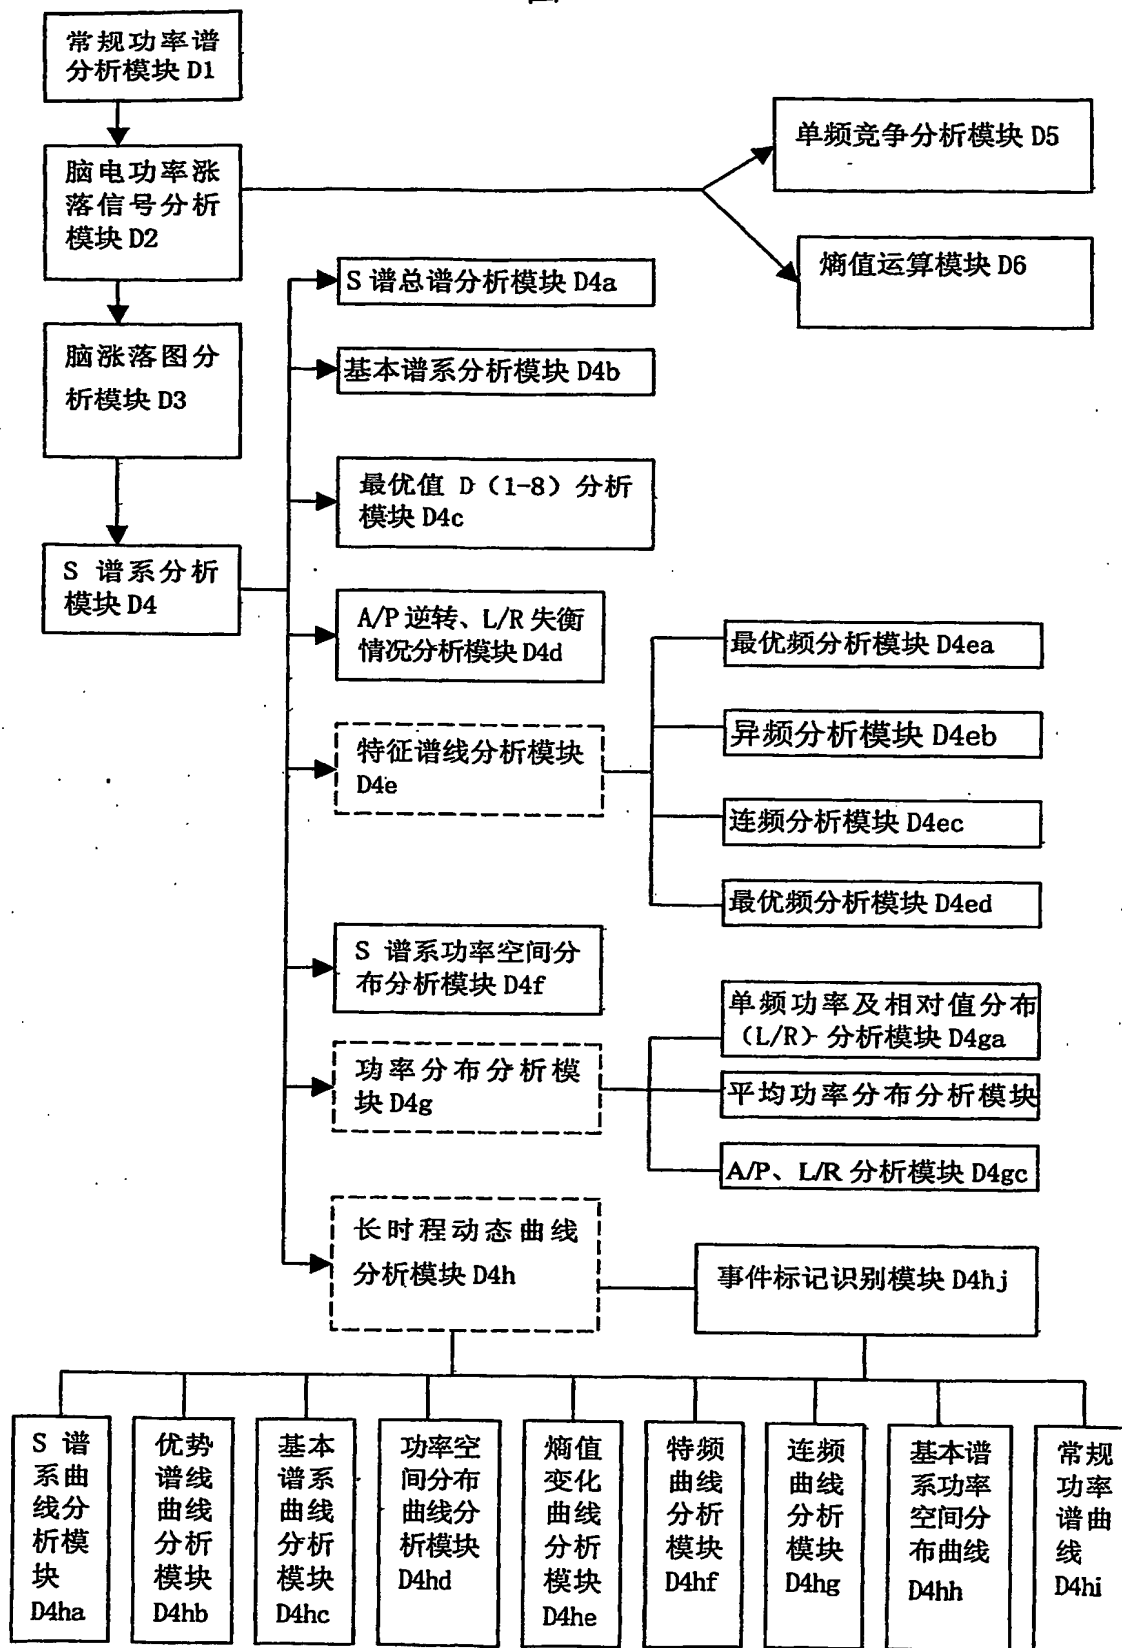 常规功率谱
分析模块 D1
脑电功率涨
落信号分析
模块 D2
单频竞争分析模块 D5
熵值运算模块 D6
脑涨落图分
析模块 D3
S 谱系分析
模块 D4
S 谱总谱分析模块 D4a
基本谱系分析模块 D4b
最优值 D（1-8）分析
模块 D4c
A/P 逆转、L/R 失衡
情况分析模块 D4d
特征谱线分析模块
D4e
最优频分析模块 D4ea
异频分析模块 D4eb
连频分析模块 D4ec
最优频分析模块 D4ed
S 谱系功率空间分
布分析模块 D4f
功率分布分析模
块 D4g
单频功率及相对值分布
（L/R）分析模块 D4ga
平均功率分布分析模块
A/P、L/R 分析模块 D4gc
长时程动态曲线
分析模块 D4h
事件标记识别模块 D4hj
S 谱
系曲
线分
析模
块
D4ha
优势
谱线
曲线
分析
模块
D4hb
基本
谱系
曲线
分析
模块
D4hc
功率空
间分布
曲线分
析模块
D4hd
熵值
变化
曲线
分析
模块
D4he
特频
曲线
分析
模块
D4hf
连频
曲线
分析
模块
D4hg
基本谱
系功率
空间分
布曲线
D4hh
常规
功率
谱曲
线
D4hi